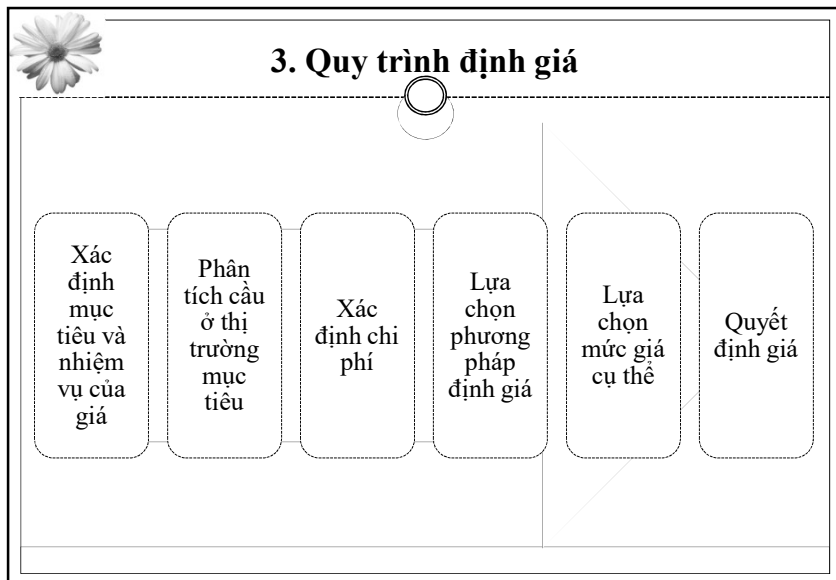 3. Quy trình định giá
Xác
định
mục
tiêu và
nhiệm
vụ của
giá
Phân
tích cầu
ở thị
trường
mục
tiêu
Xác
định chi
phí
Lựa
chọn
phương
pháp
định giá
Lựa
chọn
mức giá
cụ thể
Quyết
định giá